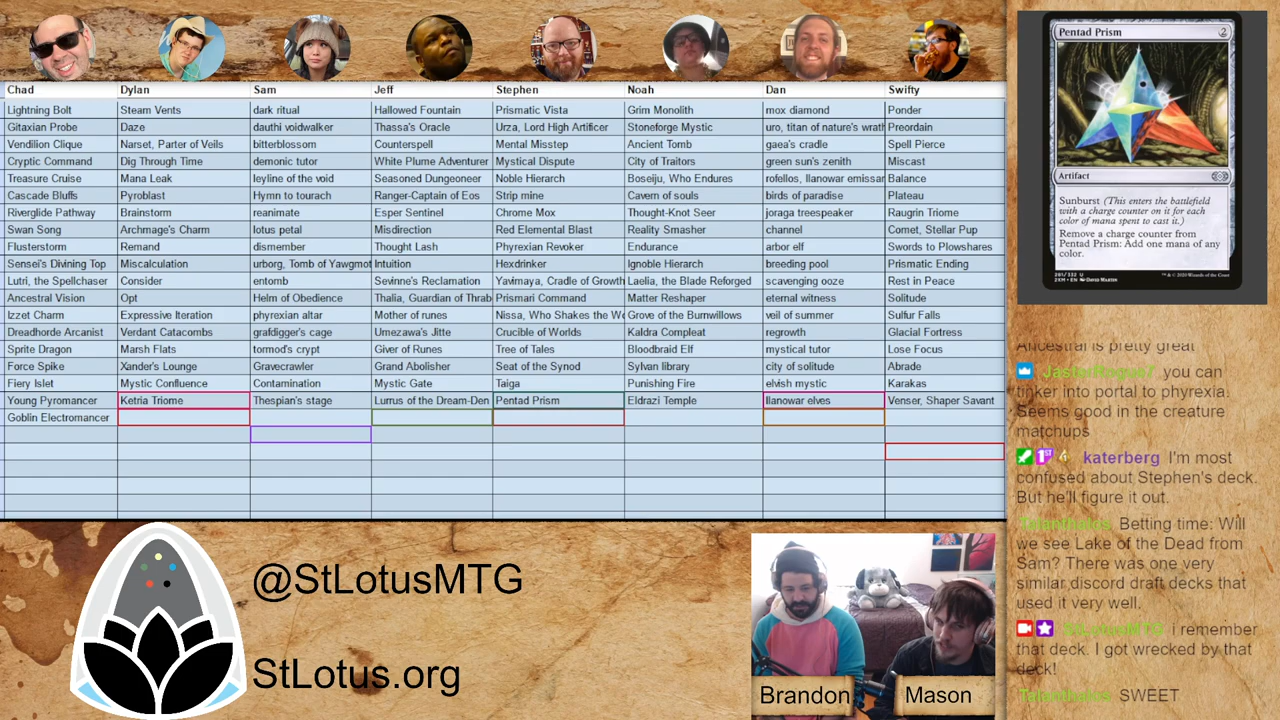 Chad Dylan Sam Jeff Stephen Noah Dan Swifty
Lightning Bolt Steam Vents dark ritual Hallowed Fountain Prismatic Vista Grim Monolith mox diamond Ponder
Gitaxian Probe Daze dauthi voidwalker Thassa's Oracle Urza, Lord High Artificer Stoneforge Mystic uro, titan of nature's wrath Preordain
Vendilion Clique Narset, Parter of Veils bitterblossom Counterspell Mental Misstep Ancient Tomb gaea's cradle Spell Pierce
Cryptic Command Dig Through Time demonic tutor White Plume Adventurer Mystical Dispute City of Traitors green sun's zenith Miscast
Treasure Cruise Mana Leak leyline of the void Seasoned Dungeoneer Noble Hierarch Boseiju, Who Endures rofellos, llanowar emissar Balance
Cascade Bluffs Pyroblast Hymn to tourach Ranger-Captain of Eos Strip mine Cavern of souls birds of paradise Plateau
Riverglide Pathway Brainstorm reanimate Esper Sentinel Chrome Mox Thought-Knot Seer joraga treespeaker Raugrin Triome
Swan Song Archmage's Charm lotus petal Misdirection Red Elemental Blast Reality Smasher channel Comet, Stellar Pup
Flusterstorm Remand dismember Thought Lash Phyrexian Revoker Endurance arbor elf Swords to Plowshares
Sensei's Divining Top Miscalculation urborg, Tomb of Yawgmot Intuition Hexdrinker Ignoble Hierarch breeding pool Prismatic Ending
Lutri, the Spellchaser Consider entomb Sevinne's Reclamation Yavimaya, Cradle of Growth Laelia, the Blade Reforged scavenging ooze Rest in Peace
Ancestral Vision Opt Helm of Obedience Thalia, Guardian of Thrab Prismari Command Matter Reshaper eternal witness Solitude
Izzet Charm Expressive Iteration phyrexian altar Mother of runes Nissa, Who Shakes the Wo Grove of the Burnwillows veil of summer Sulfur Falls
Dreadhorde Arcanist Verdant Catacombs grafdigger's cage Umezawa's Jitte Crucible of Worlds Kaldra Compleat regrowth Glacial Fortress
Sprite Dragon Marsh Flats tormod's crypt Giver of Runes Tree of Tales Bloodbraid Elf mystical tutor Lose Focus
Force Spike Xander's Lounge Gravecrawler Grand Abolisher Seat of the Synod Sylvan library city of solitude Abrade
Fiery Islet Mystic Confluence Contamination Mystic Gate Taiga Punishing Fire elvish mystic Karakas
Young Pyromancer Ketria Triome Thespian's stage Lurrus of the Dream-Den Pentad Prism Eldrazi Temple llanowar elves Venser, Shaper Savant
Goblin Electromancer
Pentad Prism 2
Artifact
Sunburst (This enters the battlefield
with a charge counter on it for each
color of mana spent to cast it.)
Remove a charge counter from
Pentad Prism: Add one mana of any
color.
Ancestral is pretty great
you can
tinker into portal to phyrexia.
Seems good in the creature
matchups
katerberg I'm most
confused about Stephen's deck.
But he'll figure it out.
Betting time: Will
we see Lake of the Dead from
Sam? There was one very
similar discord draft decks that
used it very well.
StLotusMTG i remember
that deck. I got wrecked by that
deck!
SWEET
@StLotusMTG
StLotus.org
Brandon Mason